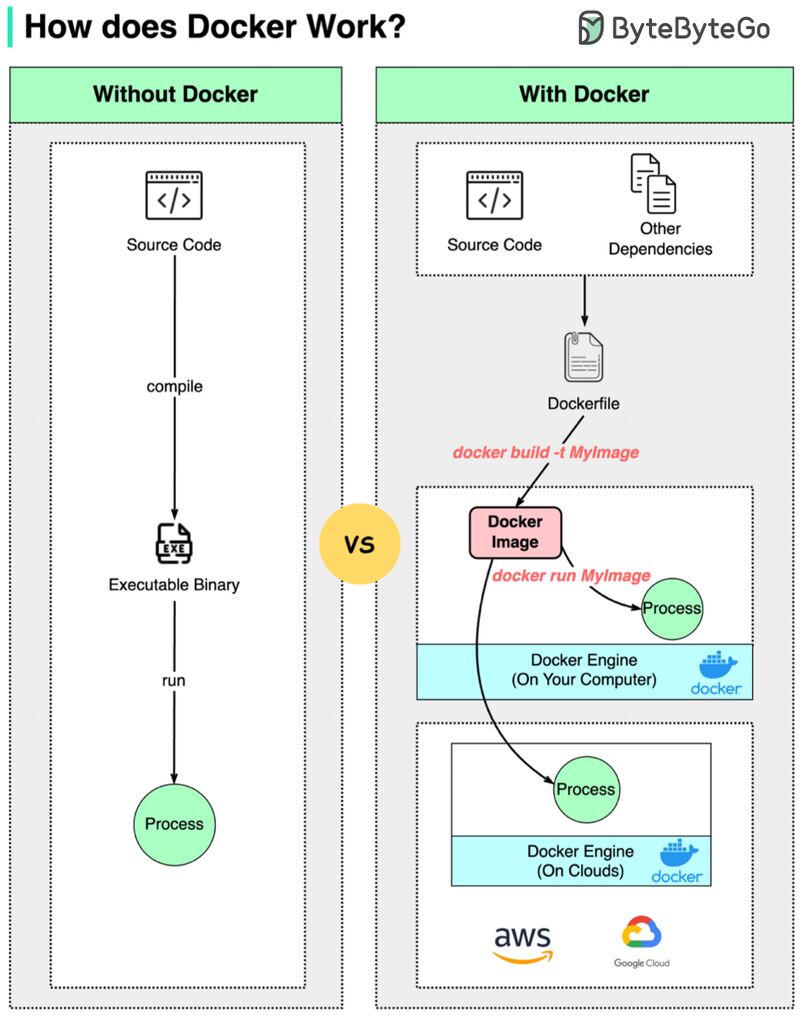 How does Docker Work?
ByteByteGo
Without Docker
</>
Source Code
compile
EXE
Executable Binary
run
Process
VS
With Docker
</>
Source Code
Other
Dependencies
Dockerfile
docker build -t MyImage
Docker
Image
docker run MyImage
Process
Docker Engine
(On Your Computer)
docker
Process
Docker Engine
(On Clouds)
docker
aws
Google Cloud